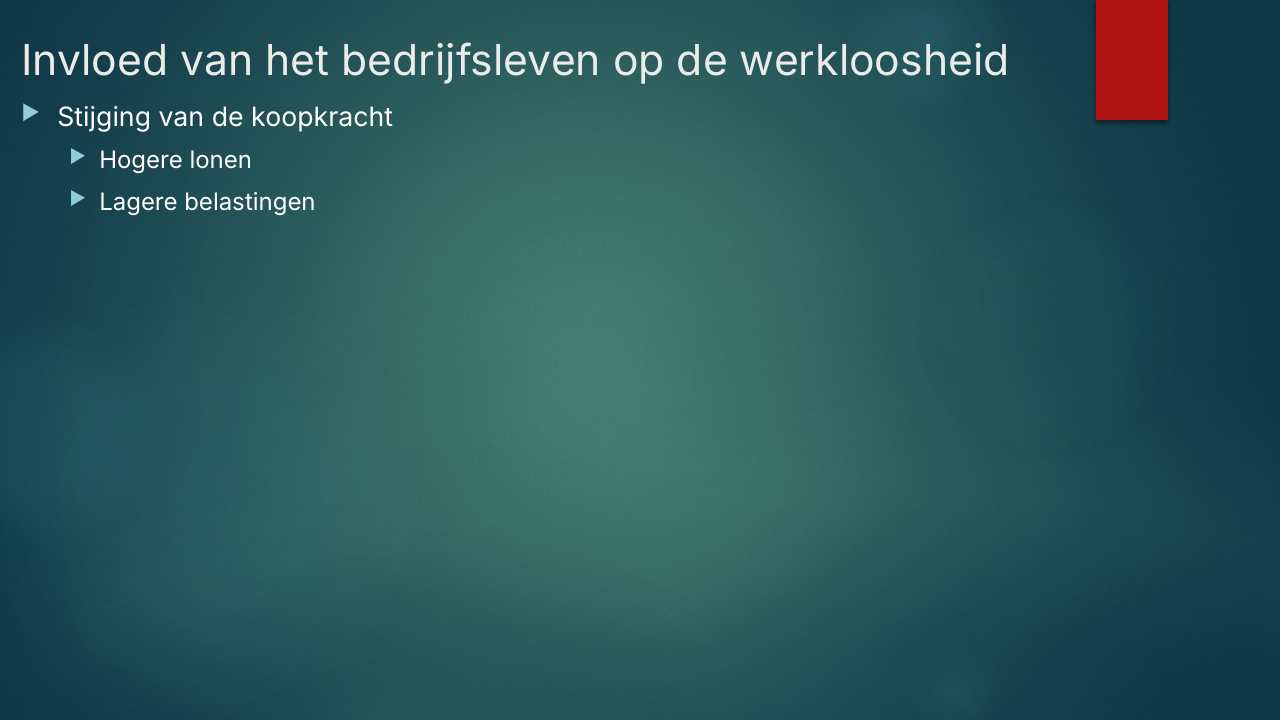 Invloed van het bedrijfsleven op de werkloosheid
Stijging van de koopkracht
Hogere lonen
Lagere belastingen